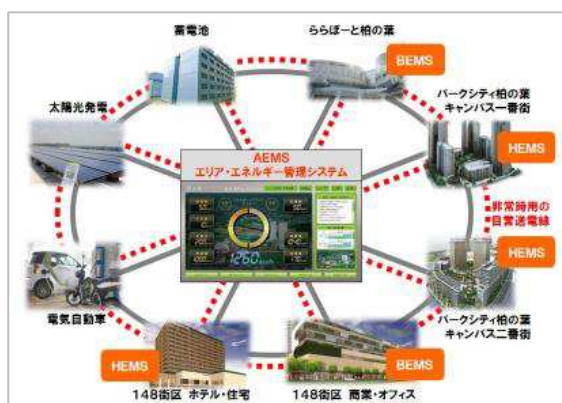 蓄電池
ららぽーと柏の葉
BEMS
太陽光発電
パークシティ柏の葉
キャンパス一番街
HEMS
AEMS
エリア・エネルギー管理システム
非常時用の
自営送電線
HEMS
1260
電気自動車
パークシティ柏の葉
キャンパス二番街
HEMS
BEMS
148街区 ホテル・住宅
148街区 商業・オフィス